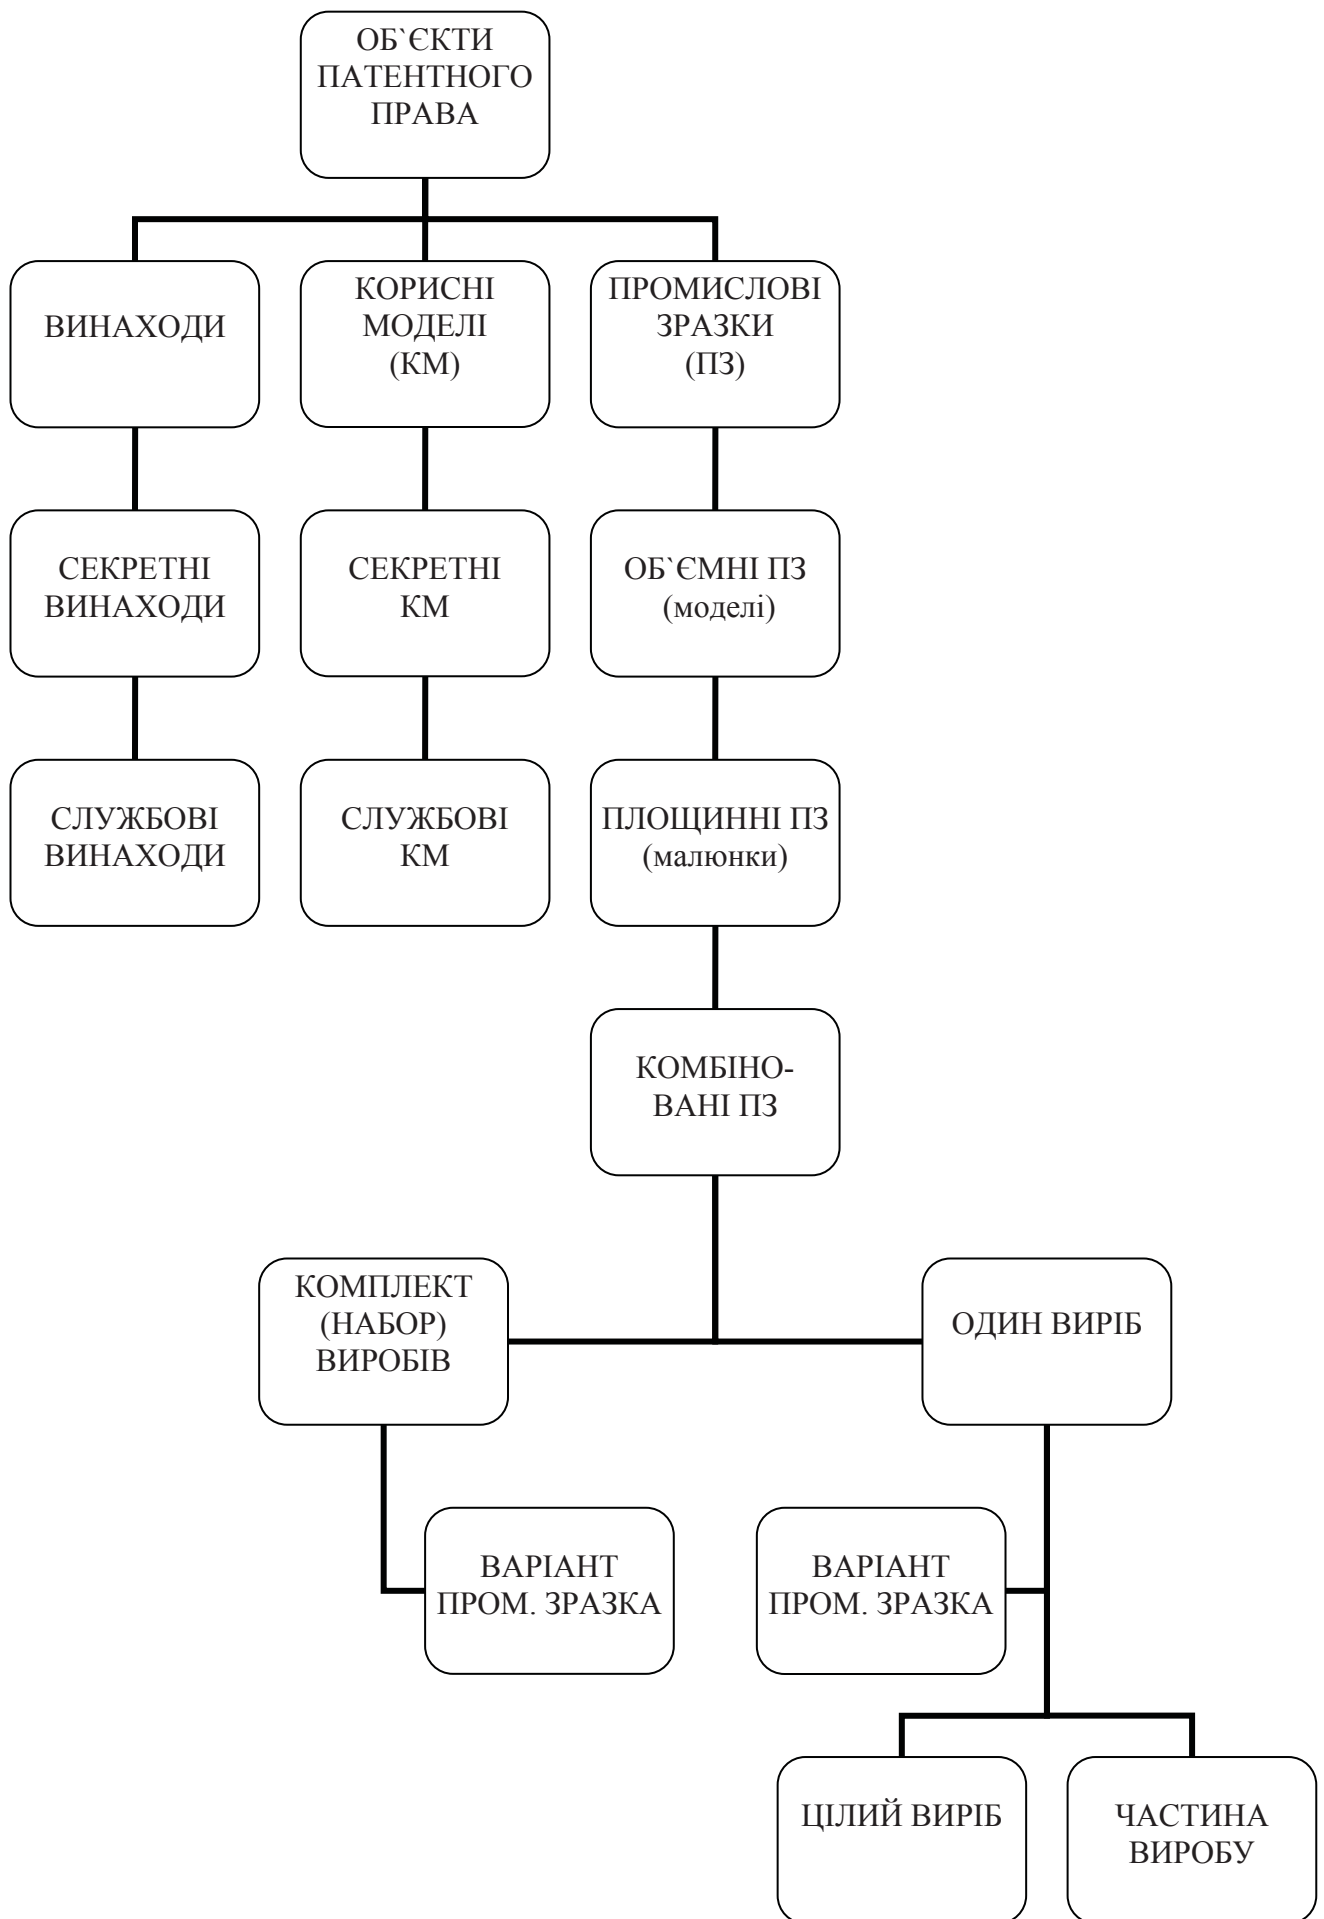 ОБ`ЄКТИ
ПАТЕНТНОГО
ПРАВА
ВИНАХОДИ
КОРИСНІ
МОДЕЛІ
(КМ)
ПРОМИСЛОВІ
ЗРАЗКИ
(ПЗ)
СЕКРЕТНІ
ВИНАХОДИ
СЕКРЕТНІ
КМ
ОБ`ЄМНІ ПЗ
(моделі)
СЛУЖБОВІ
ВИНАХОДИ
СЛУЖБОВІ
КМ
ПЛОЩИННІ ПЗ
(малюнки)
КОМБІНО-
ВАНІ ПЗ
КОМПЛЕКТ
(НАБОР)
ВИРОБІВ
ОДИН ВИРІБ
ВАРІАНТ
ПРОМ. ЗРАЗКА
ВАРІАНТ
ПРОМ. ЗРАЗКА
ЦІЛИЙ ВИРІБ
ЧАСТИНА
ВИРОБУ